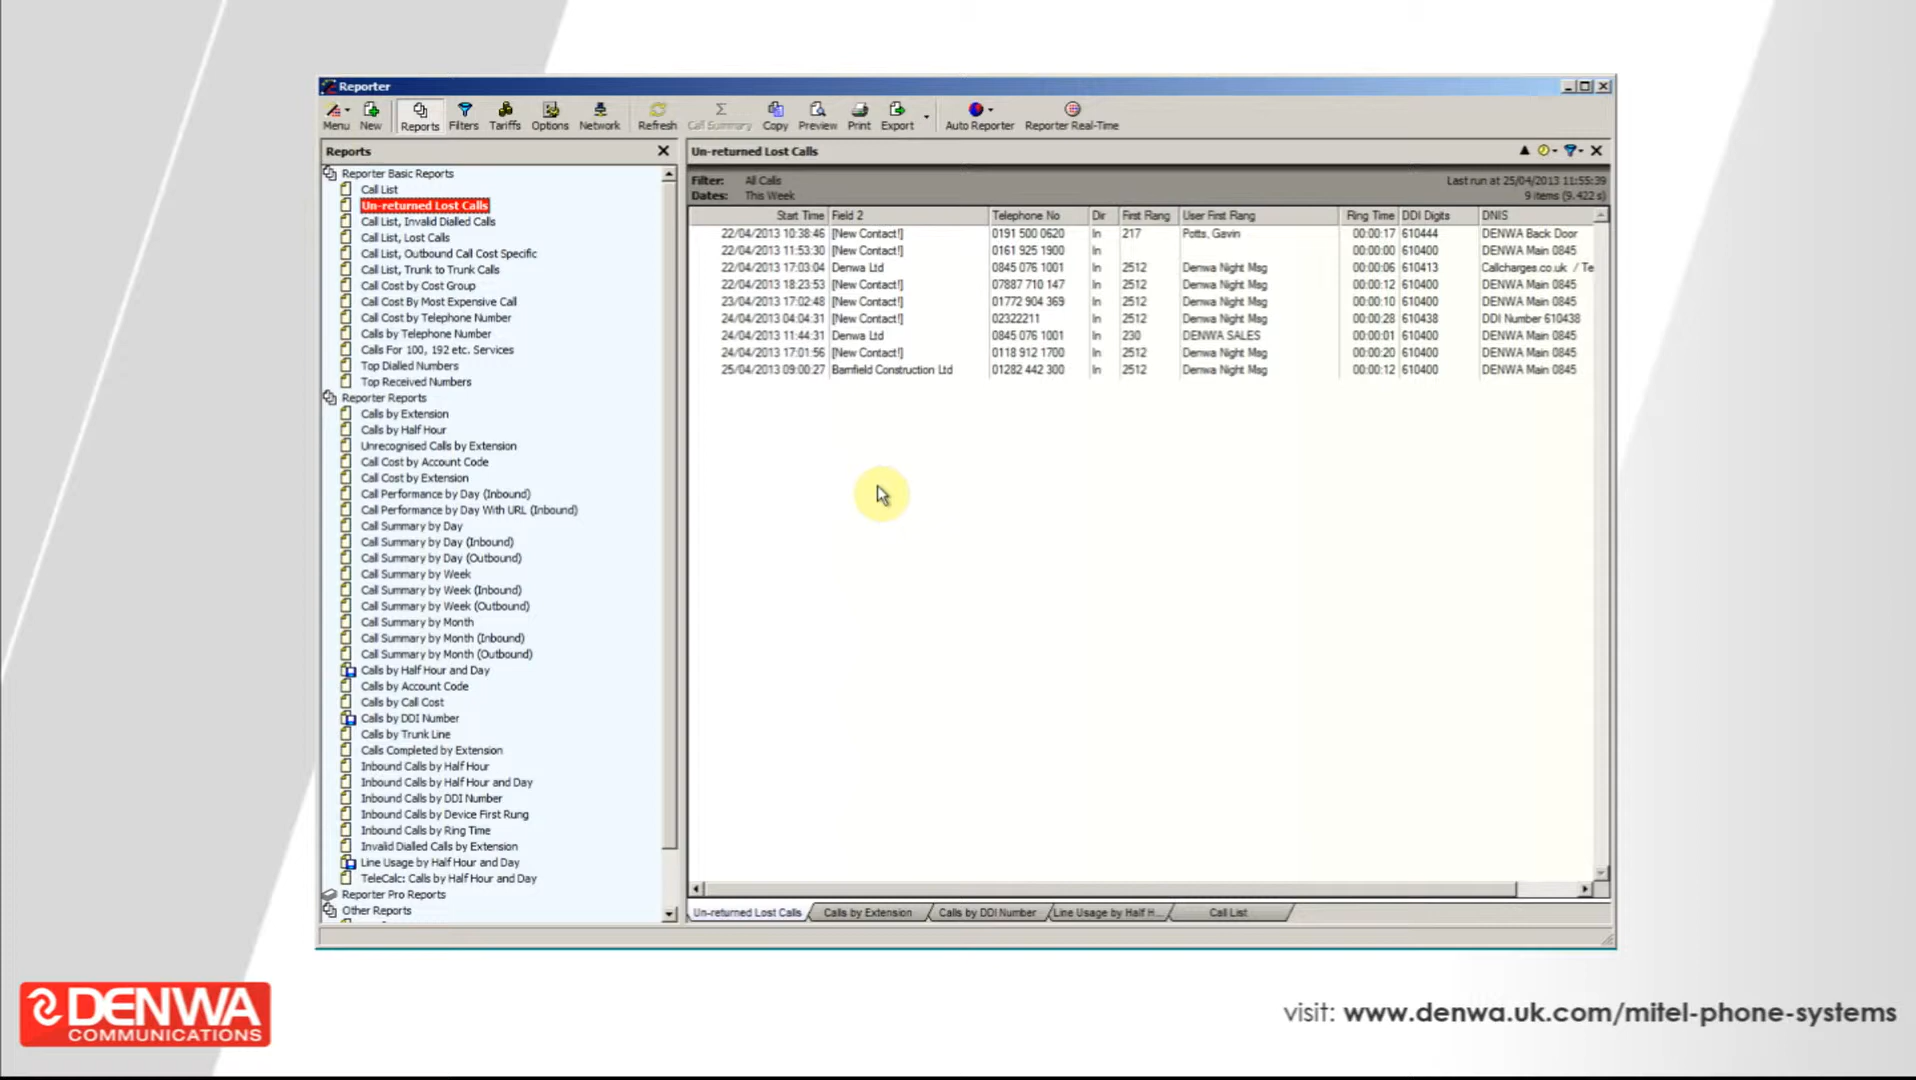 Reporter
Menu New Reports Filters Tariffs Options Network Refresh Call Summary Copy Preview Print Export Auto Reporter Reporter Real-Time
Reports
Reporter Basic Reports
Call List
Un-returned Lost Calls
Call List, Invalid Dialled Calls
Call List, Lost Calls
Call List, Outbound Call Cost Specific
Call List, Trunk to Trunk Calls
Call Cost by Cost Group
Call Cost By Most Expensive Call
Call Cost by Telephone Number
Calls by Telephone Number
Calls For 100, 192 etc. Services
Top Dialled Numbers
Top Received Numbers
Reporter Reports
Calls by Extension
Calls by Half Hour
Unrecognised Calls by Extension
Call Cost by Account Code
Call Cost by Extension
Call Performance by Day (Inbound)
Call Performance by Day With URL (Inbound)
Call Summary by Day
Call Summary by Day (Inbound)
Call Summary by Day (Outbound)
Call Summary by Week
Call Summary by Week (Inbound)
Call Summary by Week (Outbound)
Call Summary by Month
Call Summary by Month (Inbound)
Call Summary by Month (Outbound)
Calls by Half Hour and Day
Calls by Account Code
Calls by Call Cost
Calls by DDI Number
Calls by Trunk Line
Calls Completed by Extension
Inbound Calls by Half Hour
Inbound Calls by Half Hour and Day
Inbound Calls by DDI Number
Inbound Calls by Device First Rung
Inbound Calls by Ring Time
Invalid Dialled Calls by Extension
Line Usage by Half Hour and Day
TeleCalc: Calls by Half Hour and Day
Reporter Pro Reports
Other Reports
Un-returned Lost Calls
Filter: All Calls Last run at 25/04/2013 11:55:39
Dates: This Week 9 items (9.422 s)
Start Time Field 2 Telephone No Dir First Rang User First Rang Ring Time DDI Digits DNIS
22/04/2013 10:38:46 [New Contact!] 0191 500 0620 In 217 Potts, Gavin 00:00:17 610444 DENWA Back Door
22/04/2013 11:53:30 [New Contact!] 0161 925 1900 In 00:00:00 610400 DENWA Main 0845
22/04/2013 17:03:04 Denwa Ltd 0845 076 1001 In 2512 Denwa Night Msg 00:00:06 610413 Callcharges.co.uk / Te
22/04/2013 18:23:53 [New Contact!] 07887 710 147 In 2512 Denwa Night Msg 00:00:12 610400 DENWA Main 0845
23/04/2013 17:02:48 [New Contact!] 01772 904 369 In 2512 Denwa Night Msg 00:00:10 610400 DENWA Main 0845
24/04/2013 04:04:31 [New Contact!] 02322211 In 2512 Denwa Night Msg 00:00:28 610438 DDI Number 610438
24/04/2013 11:44:31 Denwa Ltd 0845 076 1001 In 230 DENWA SALES 00:00:01 610400 DENWA Main 0845
24/04/2013 17:01:56 [New Contact!] 0118 912 1700 In 2512 Denwa Night Msg 00:00:20 610400 DENWA Main 0845
25/04/2013 09:00:27 Barnfield Construction Ltd 01282 442 300 In 2512 Denwa Night Msg 00:00:12 610400 DENWA Main 0845
Un-returned Lost Calls Calls by Extension Calls by DDI Number Line Usage by Half H... Call List
DENWA
COMMUNICATIONS
visit: www.denwa.uk.com/mitel-phone-systems